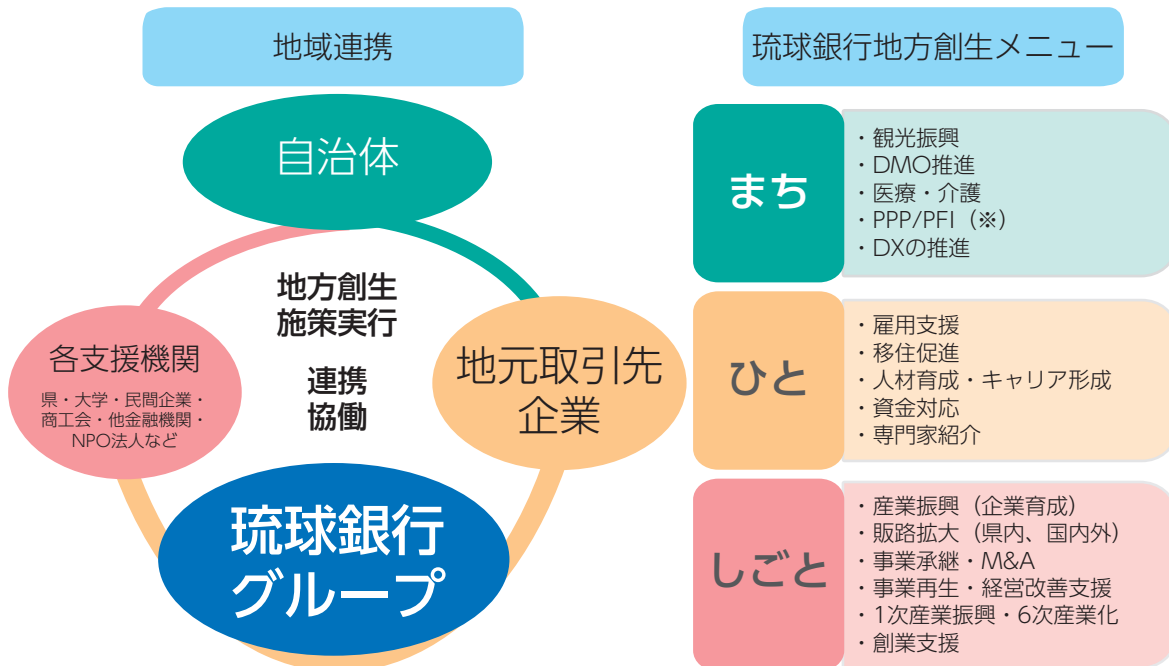 地域連携
自治体
地方創生
施策実行
連携
協働
各支援機関
県・大学・民間企業・
商工会・他金融機関・
NPO法人など
地元取引先
企業
琉球銀行
グループ
琉球銀行地方創生メニュー
まち
・観光振興
・DMO推進
・医療・介護
・PPP/PFI（※）
・DXの推進
ひと
・雇用支援
・移住促進
・人材育成・キャリア形成
・資金対応
・専門家紹介
しごと
・産業振興（企業育成）
・販路拡大（県内、国内外）
・事業承継・M&A
・事業再生・経営改善支援
・1次産業振興・6次産業化
・創業支援